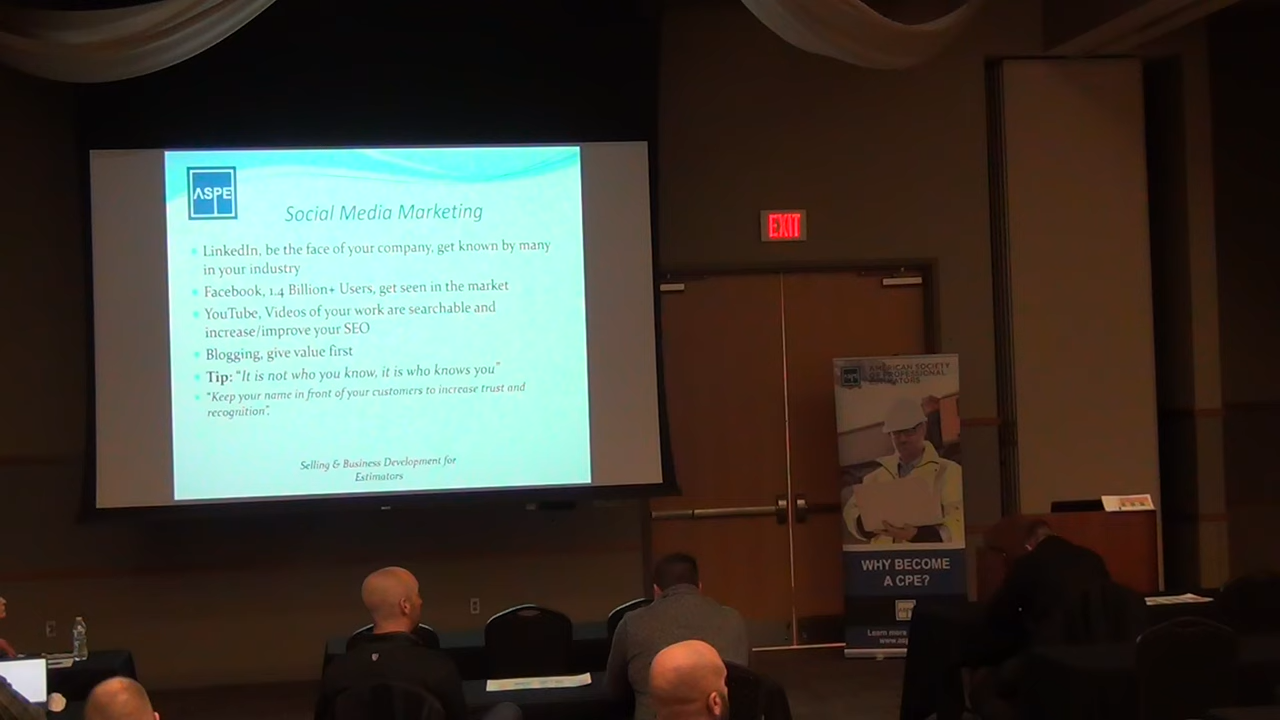 ASPE
Social Media Marketing
LinkedIn, be the face of your company, get known by many
in your industry
Facebook, 1.4 Billion+ Users, get seen in the market
YouTube, Videos of your work are searchable and
increase/improve your SEO
Blogging, give value first
Tip: "It is not who you know, it is who knows you"
"Keep your name in front of your customers to increase trust and
recognition".
Selling & Business Development for
Estimators
EXIT
AMERICAN SOCIETY
OF PROFESSIONAL
ESTIMATORS
WHY BECOME
A CPE?
Learn more
www.asp